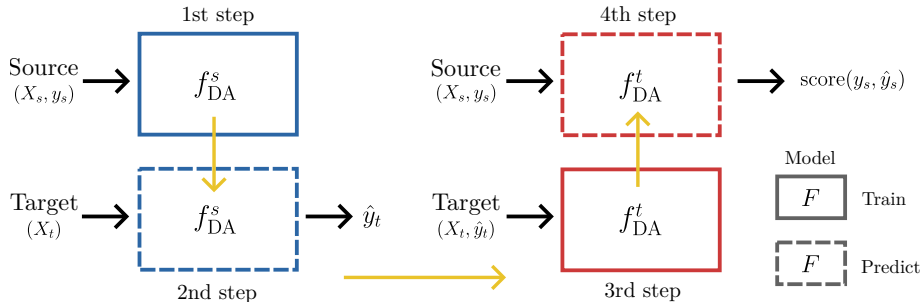 1st step
Source
(X_s, y_s)
f^s_DA
Target
(X_t)
f^s_DA
ŷ_t
2nd step
4th step
Source
(X_s, y_s)
f^t_DA
score(y_s, ŷ_s)
Target
(X_t, ŷ_t)
f^t_DA
3rd step
Model
F
Train
F
Predict